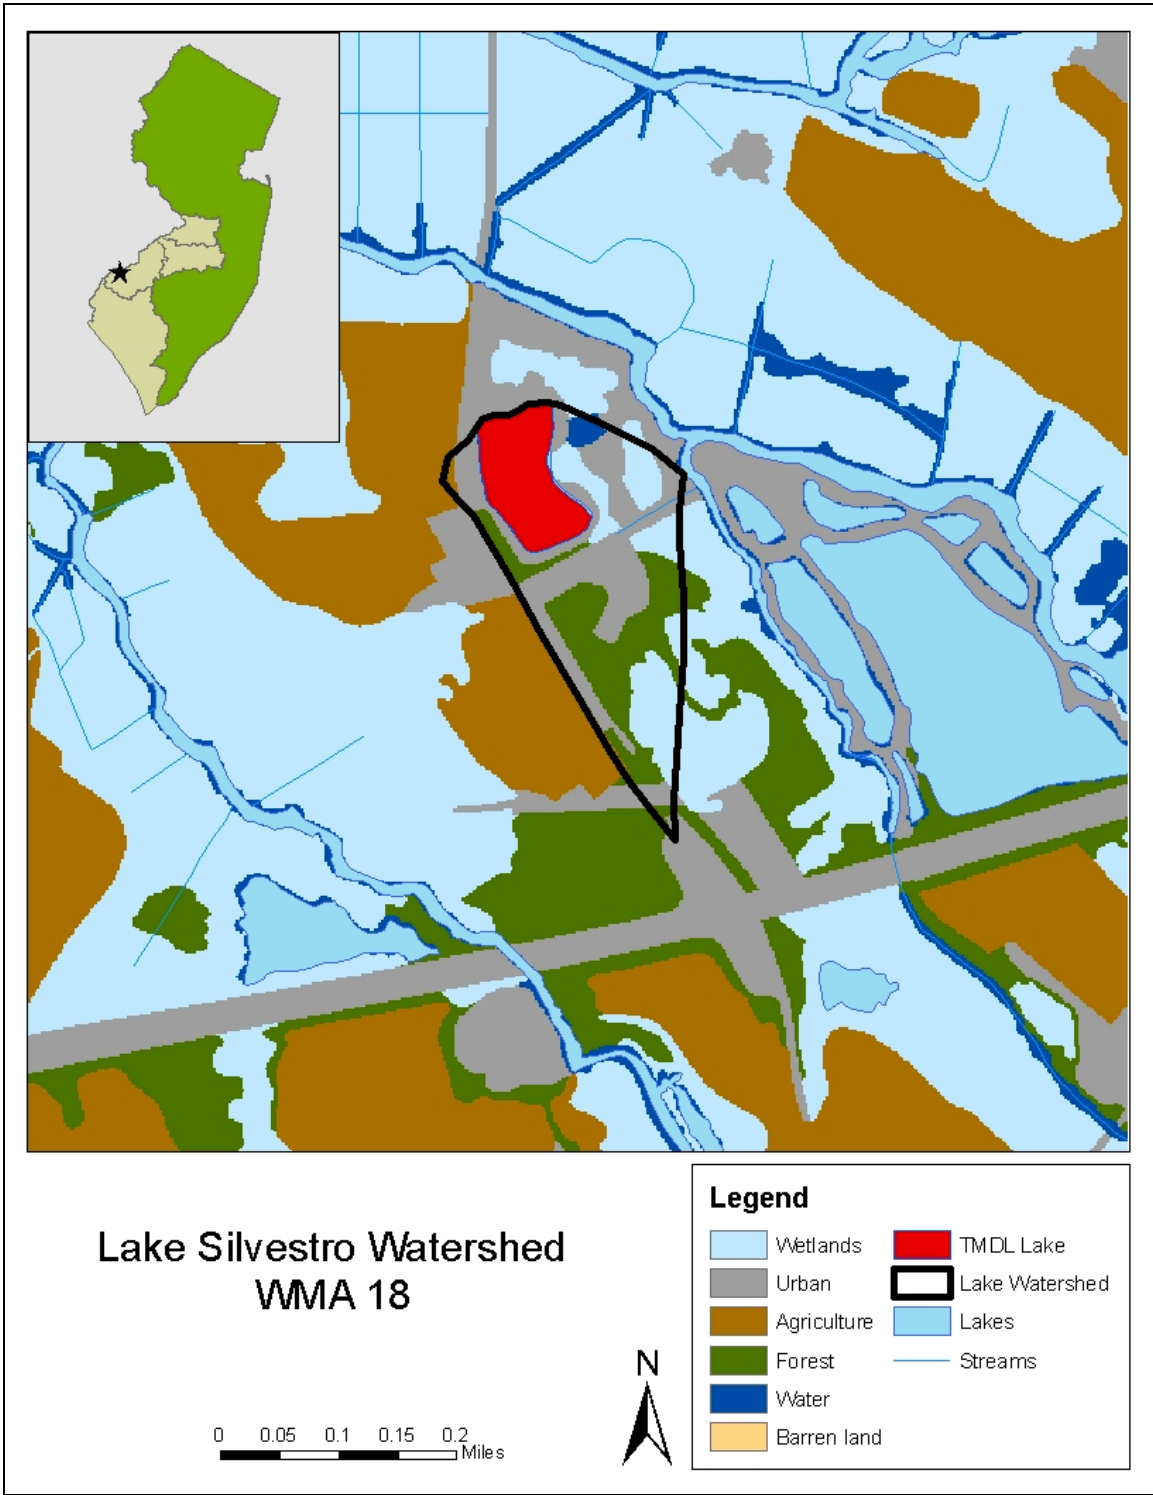 Lake Silvestro Watershed
WMA 18
0 0.05 0.1 0.15 0.2
Miles
N
Legend
Wetlands
Urban
Agriculture
Forest
Water
Barren land
TMDL Lake
Lake Watershed
Lakes
Streams